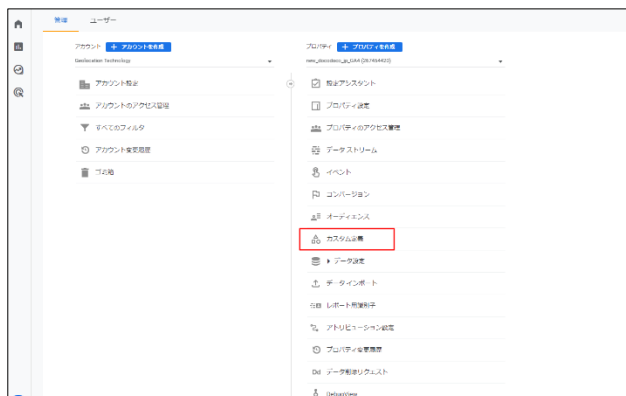 管理 ユーザー
アカウント + アカウントを作成
Geolocation Technology
アカウント設定
アカウントのアクセス管理
すべてのフィルタ
アカウント変更履歴
ゴミ箱
プロパティ + プロパティを作成
設定アシスタント
プロパティ設定
プロパティのアクセス管理
データ ストリーム
イベント
コンバージョン
オーディエンス
カスタム定義
データ設定
データ インポート
レポート用識別子
アトリビューション設定
プロパティ変更履歴
Dd データ削除リクエスト
DebugView